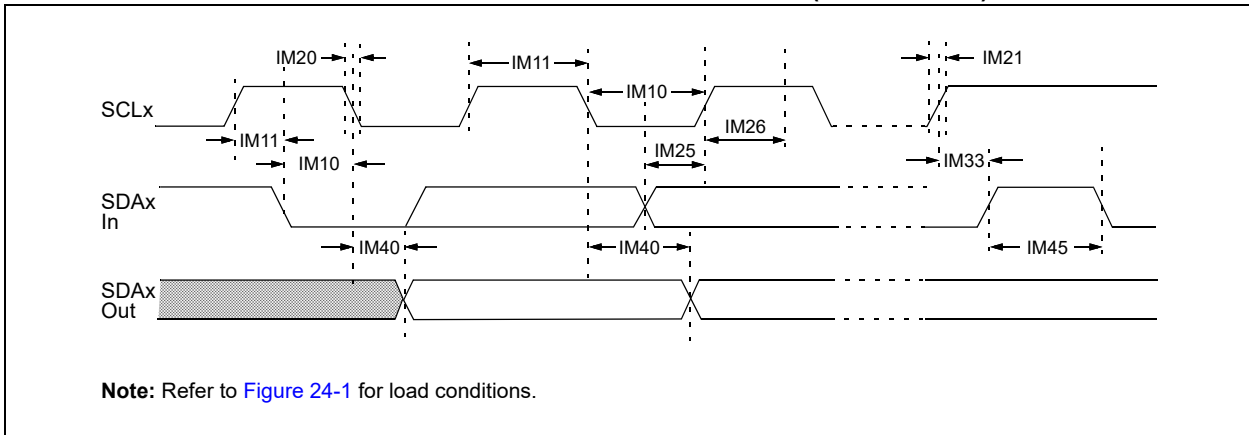 IM20
IM11
IM21
SCLx
IM10
IM11
IM26
IM10
IM25
IM33
SDAx
In
IM40
IM40
IM45
SDAx
Out
Note: Refer to Figure 24-1 for load conditions.